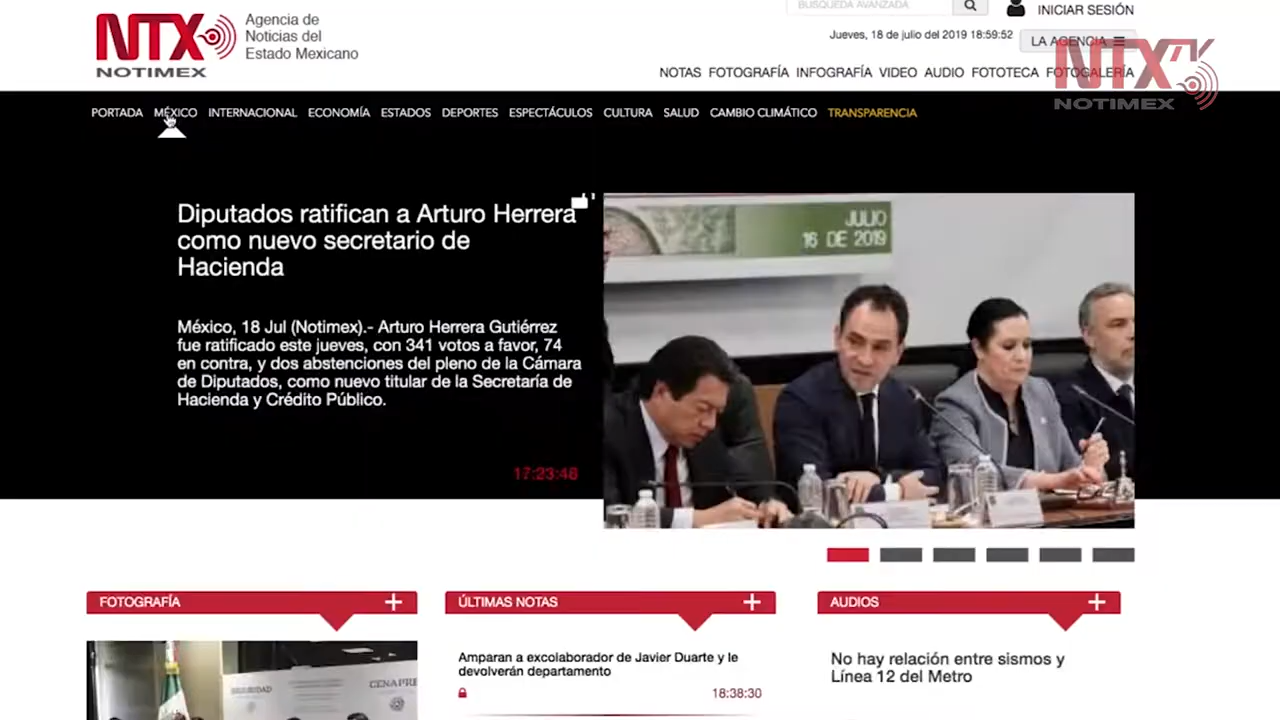 NTX
NOTIMEX
Agencia de
Noticias del
Estado Mexicano
BUSQUEDA AVANZADA
INICIAR SESIÓN
Jueves, 18 de julio del 2019 18:59:52
LA AGENCIA
NTX TV
NOTIMEX
NOTAS FOTOGRAFÍA INFOGRAFÍA VIDEO AUDIO FOTOTECA FOTOGALERÍA
PORTADA MÉXICO INTERNACIONAL ECONOMÍA ESTADOS DEPORTES ESPECTÁCULOS CULTURA SALUD CAMBIO CLIMÁTICO TRANSPARENCIA
Diputados ratifican a Arturo Herrera
como nuevo secretario de
Hacienda
México, 18 Jul (Notimex).- Arturo Herrera Gutiérrez
fue ratificado este jueves, con 341 votos a favor, 74
en contra, y dos abstenciones del pleno de la Cámara
de Diputados, como nuevo titular de la Secretaría de
Hacienda y Crédito Público.
17:23:48
JULIO
16 DE 2019
FOTOGRAFÍA +
ÚLTIMAS NOTAS +
Amparan a excolaborador de Javier Duarte y le
devolverán departamento
18:38:30
AUDIOS +
No hay relación entre sismos y
Línea 12 del Metro